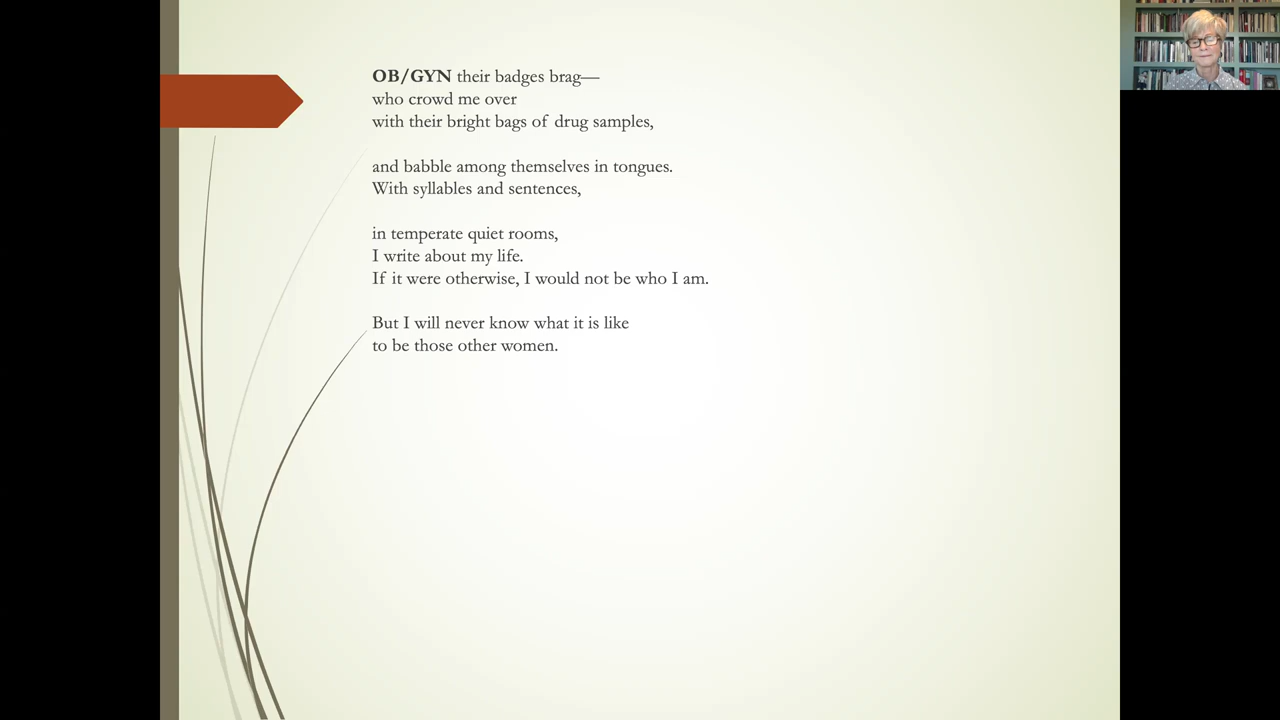 OB/GYN their badges brag—
who crowd me over
with their bright bags of drug samples,
and babble among themselves in tongues.
With syllables and sentences,
in temperate quiet rooms,
I write about my life.
If it were otherwise, I would not be who I am.
But I will never know what it is like
to be those other women.